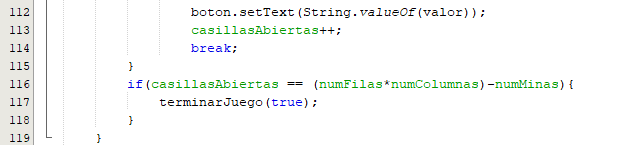 112 boton.setText(String.valueOf(valor));
113 casillasAbiertas++;
114 break;
115 }
116 if(casillasAbiertas == (numFilas*numColumnas)-numMinas){
117 terminarJuego(true);
118 }
119 }